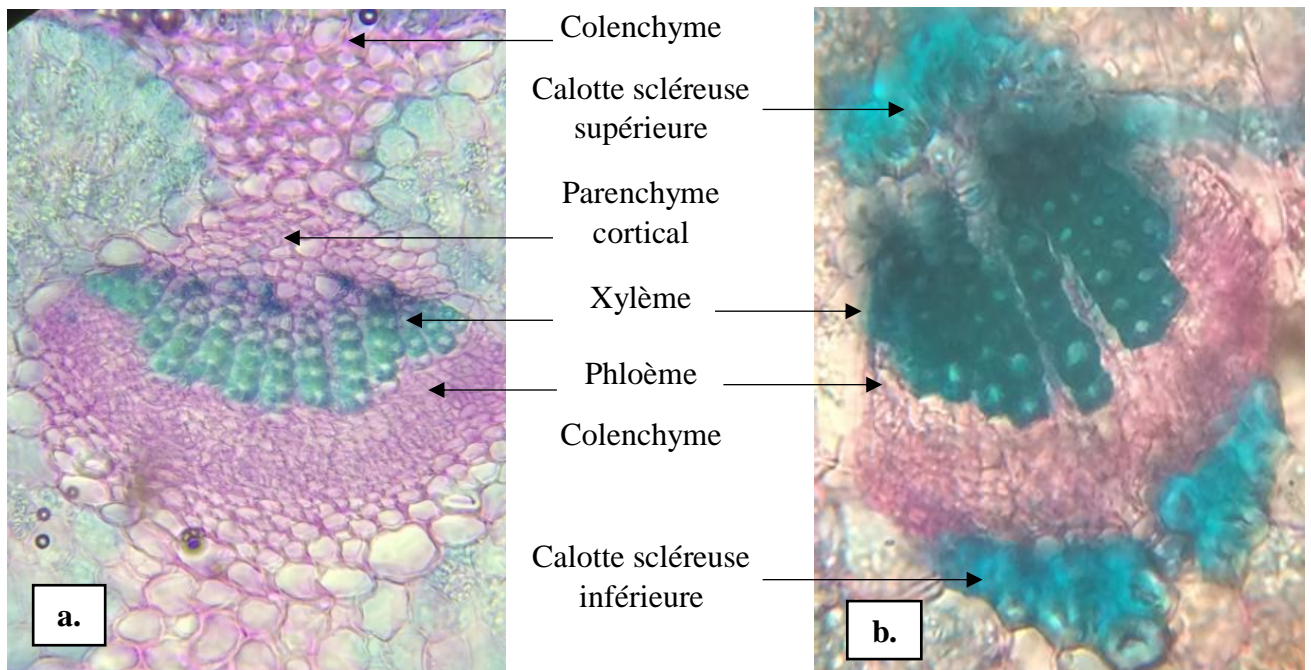 Colenchyme
Calotte scléreuse
supérieure
Parenchyme
cortical
Xylème
Phloème
Colenchyme
Calotte scléreuse
inférieure
a.
b.